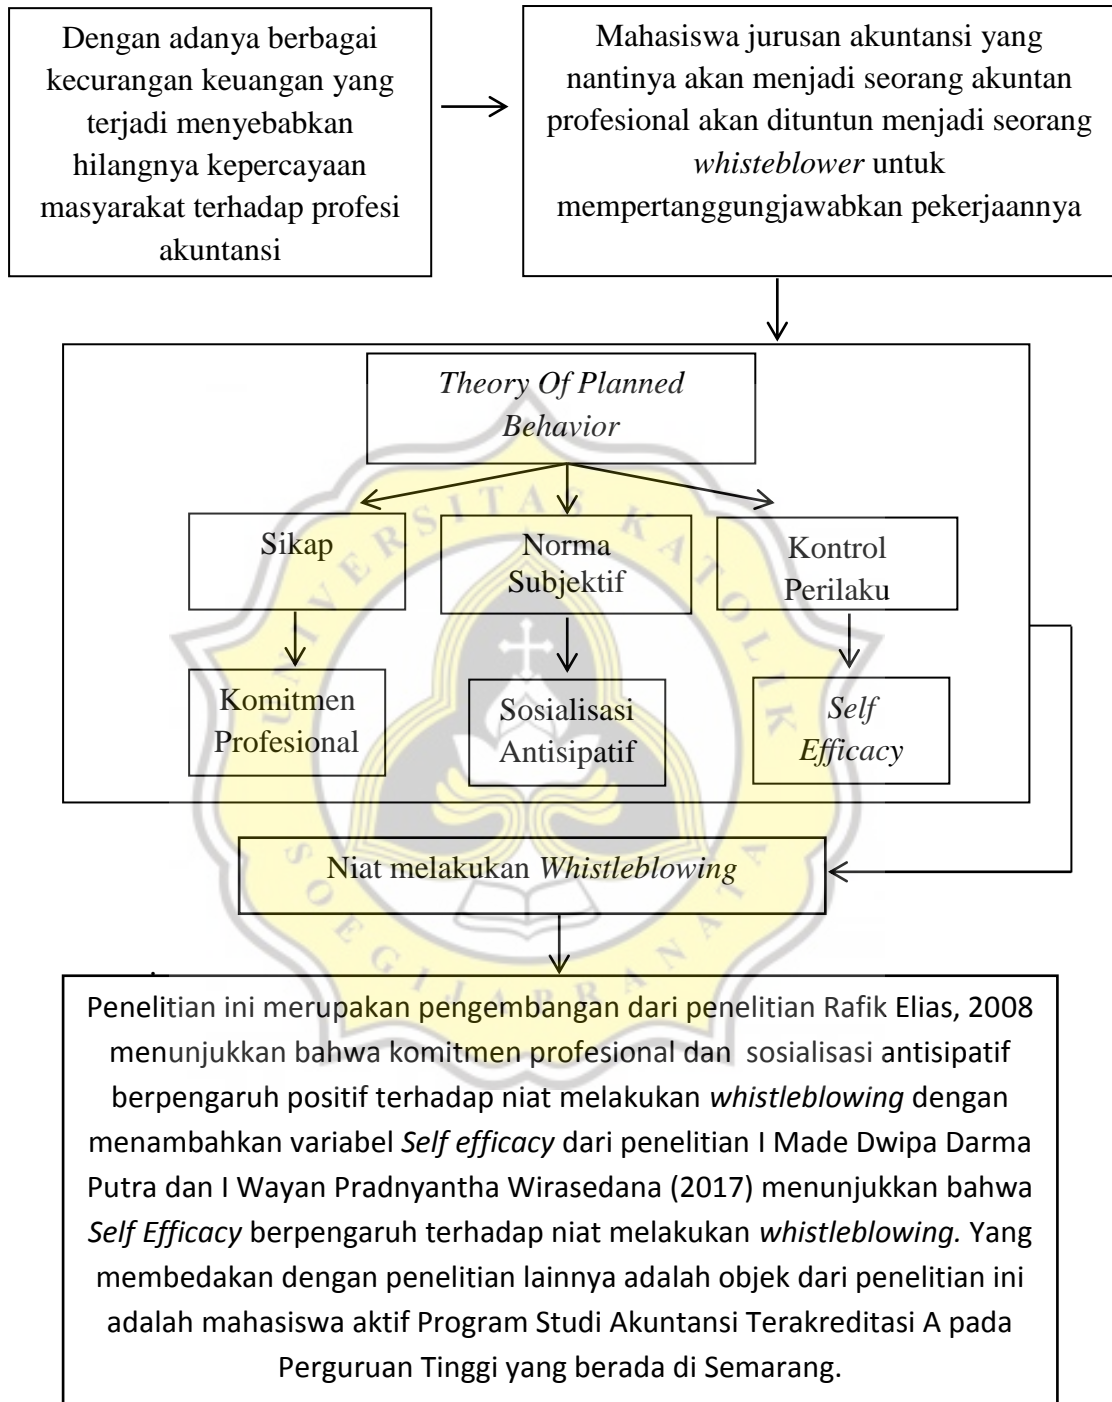 Dengan adanya berbagai
kecurangan keuangan yang
terjadi menyebabkan
hilangnya kepercayaan
masyarakat terhadap profesi
akuntansi
Mahasiswa jurusan akuntansi yang
nantinya akan menjadi seorang akuntan
profesional akan dituntun menjadi seorang
whisteblower untuk
mempertanggungjawabkan pekerjaannya
Theory Of Planned
Behavior
Sikap
Norma
Subjektif
Kontrol
Perilaku
Komitmen
Profesional
Sosialisasi
Antisipatif
Self
Efficacy
UNIVERSITAS KATOLIK
SOEGIJAPRANATA
Niat melakukan Whistleblowing
Penelitian ini merupakan pengembangan dari penelitian Rafik Elias, 2008
menunjukkan bahwa komitmen profesional dan sosialisasi antisipatif
berpengaruh positif terhadap niat melakukan whistleblowing dengan
menambahkan variabel Self efficacy dari penelitian I Made Dwipa Darma
Putra dan I Wayan Pradnyantha Wirasedana (2017) menunjukkan bahwa
Self Efficacy berpengaruh terhadap niat melakukan whistleblowing. Yang
membedakan dengan penelitian lainnya adalah objek dari penelitian ini
adalah mahasiswa aktif Program Studi Akuntansi Terakreditasi A pada
Perguruan Tinggi yang berada di Semarang.